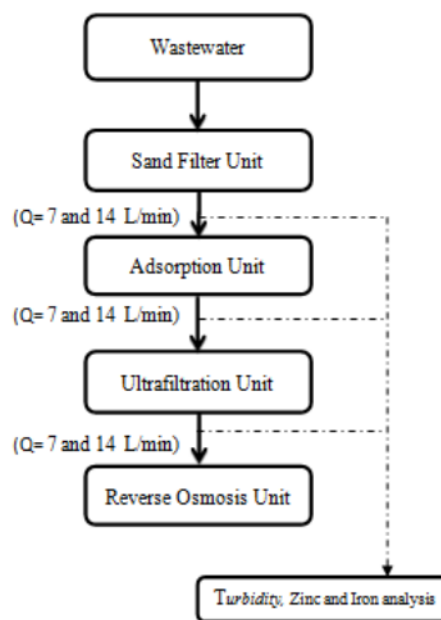 Wastewater
Sand Filter Unit
(Q= 7 and 14 L/min)
Adsorption Unit
(Q= 7 and 14 L/min)
Ultrafiltration Unit
(Q= 7 and 14 L/min)
Reverse Osmosis Unit
Turbidity, Zinc and Iron analysis